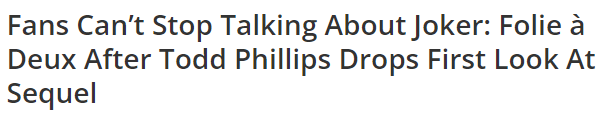 Fans Can’t Stop Talking About Joker: Folie à
Deux After Todd Phillips Drops First Look At
Sequel